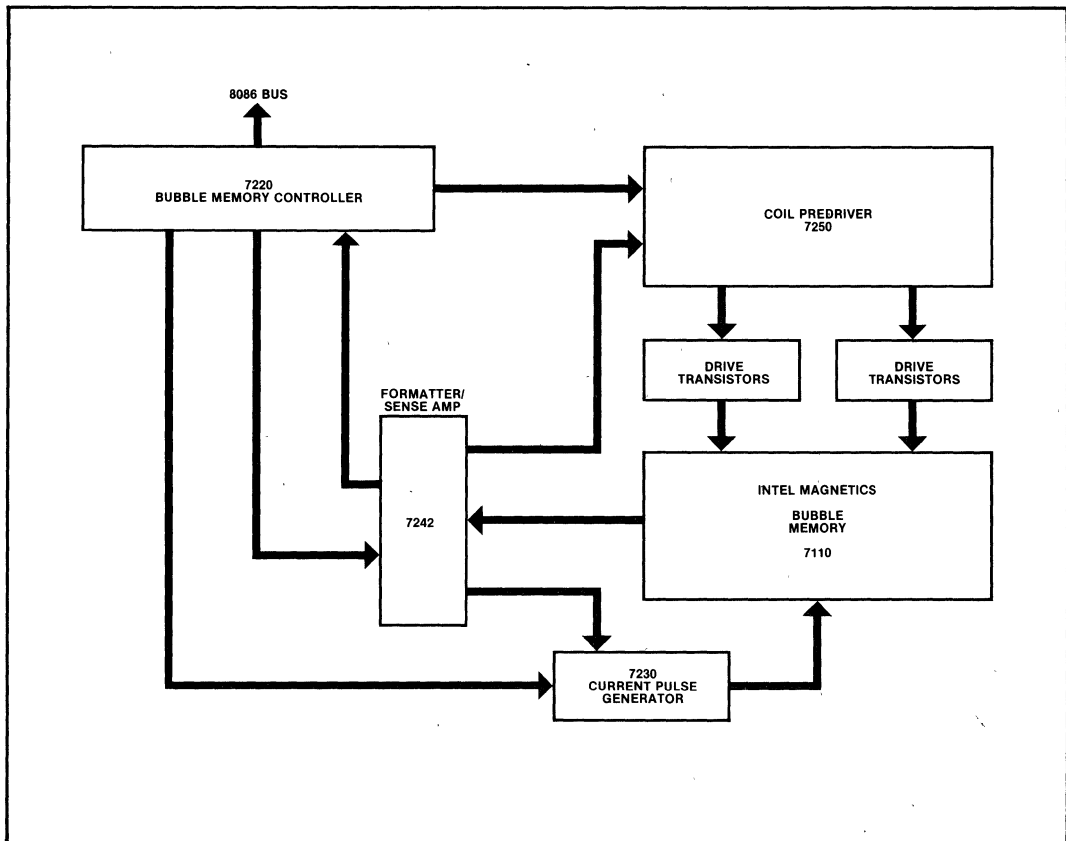 8086 BUS
7220
BUBBLE MEMORY CONTROLLER
COIL PREDRIVER
7250
DRIVE
TRANSISTORS
DRIVE
TRANSISTORS
FORMATTER/
SENSE AMP
7242
INTEL MAGNETICS
BUBBLE
MEMORY
7110
7230
CURRENT PULSE
GENERATOR